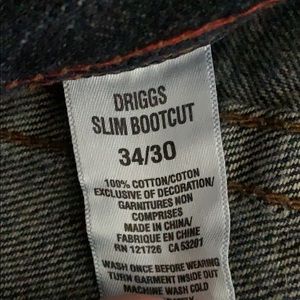 DRIGGS
SLIM BOOTCUT
34/30
100% COTTON/COTON
EXCLUSIVE OF DECORATION/
GARNITURES NON
COMPRISES
MADE IN CHINA/
FABRIQUE EN CHINE
RN 121726 CA 53201
WASH ONCE BEFORE WEARING
TURN GARMENT INSIDE OUT
MACHINE WASH COLD